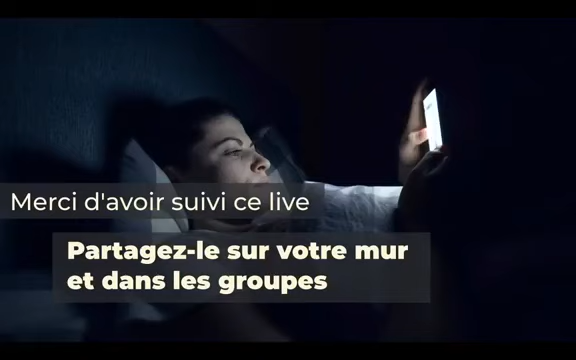 Merci d'avoir suivi ce live
Partagez-le sur votre mur
et dans les groupes